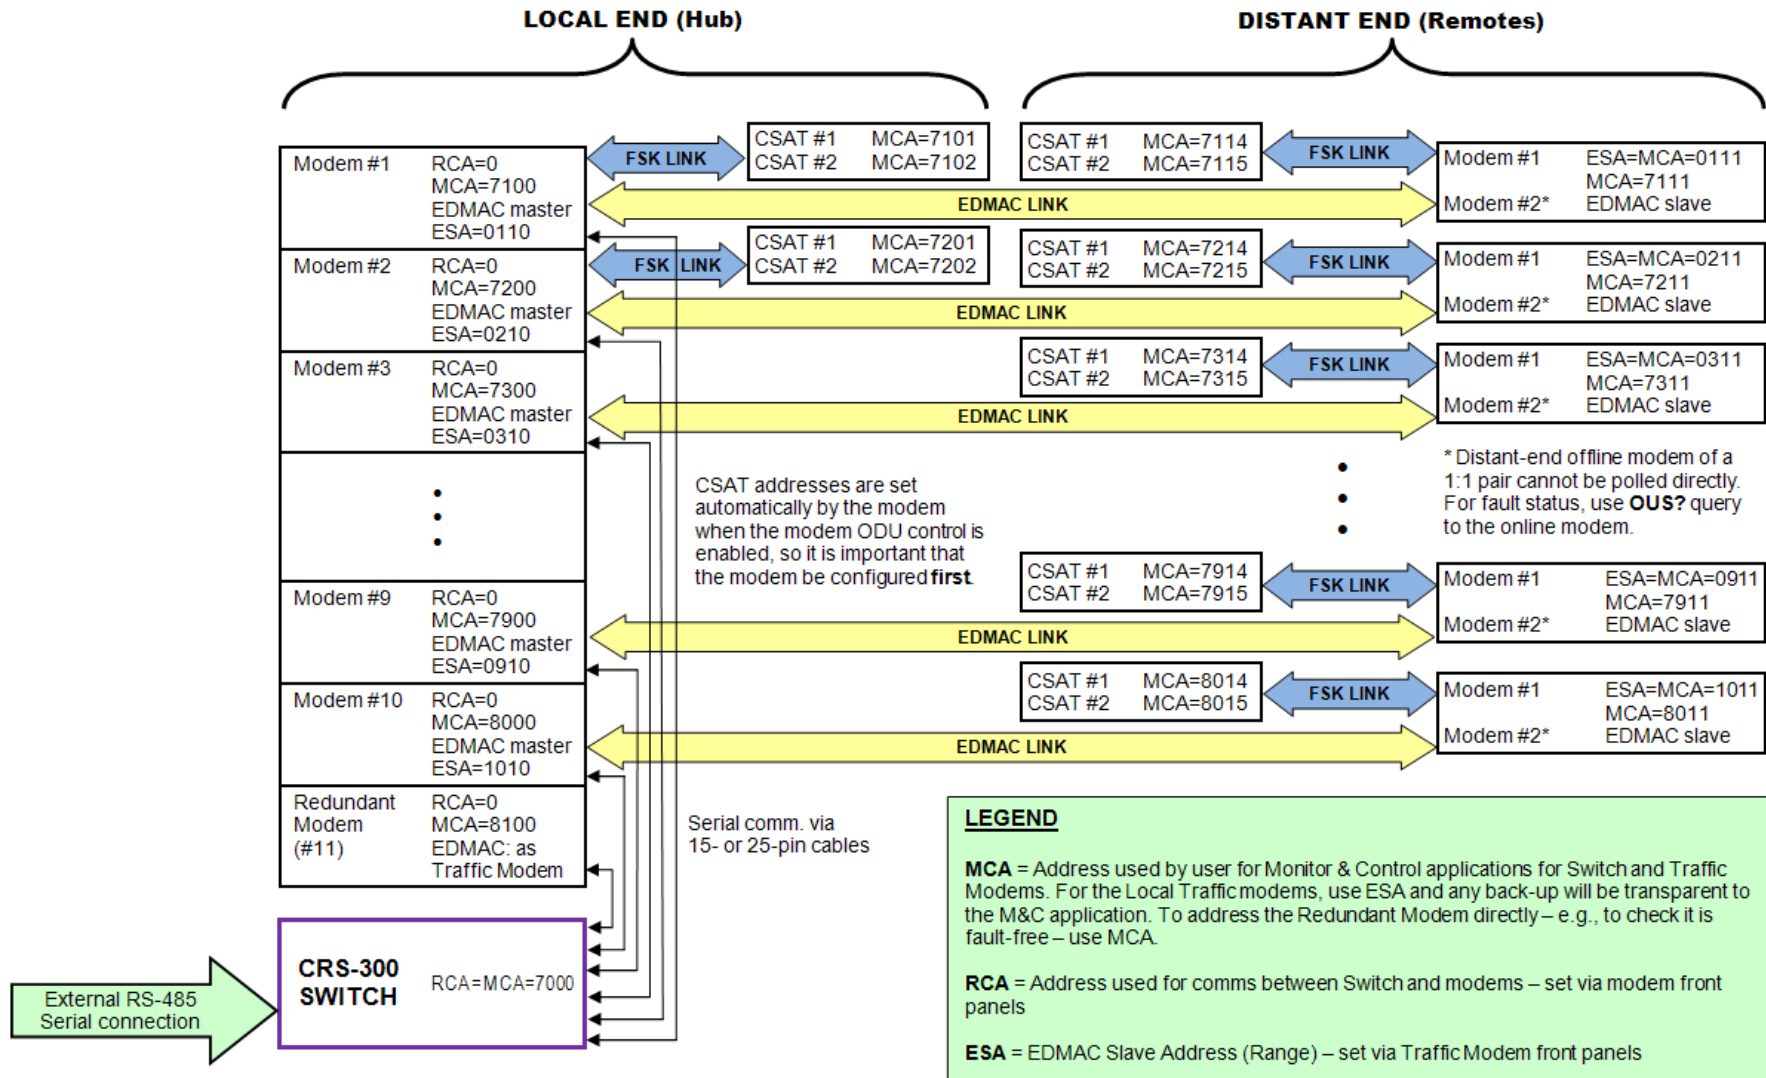 LOCAL END (Hub)
DISTANT END (Remotes)
Modem #1 RCA=0
MCA=7100
EDMAC master
ESA=0110
FSK LINK
CSAT #1 MCA=7101
CSAT #2 MCA=7102
CSAT #1 MCA=7114
CSAT #2 MCA=7115
FSK LINK
Modem #1 ESA=MCA=0111
MCA=7111
Modem #2* EDMAC slave
EDMAC LINK
Modem #2 RCA=0
MCA=7200
EDMAC master
ESA=0210
FSK LINK
CSAT #1 MCA=7201
CSAT #2 MCA=7202
CSAT #1 MCA=7214
CSAT #2 MCA=7215
FSK LINK
Modem #1 ESA=MCA=0211
MCA=7211
Modem #2* EDMAC slave
EDMAC LINK
Modem #3 RCA=0
MCA=7300
EDMAC master
ESA=0310
CSAT #1 MCA=7314
CSAT #2 MCA=7315
FSK LINK
Modem #1 ESA=MCA=0311
MCA=7311
Modem #2* EDMAC slave
EDMAC LINK
* Distant-end offline modem of a
1:1 pair cannot be polled directly.
For fault status, use OUS? query
to the online modem.
CSAT addresses are set
automatically by the modem
when the modem ODU control is
enabled, so it is important that
the modem be configured first.
Modem #9 RCA=0
MCA=7900
EDMAC master
ESA=0910
CSAT #1 MCA=7914
CSAT #2 MCA=7915
FSK LINK
Modem #1 ESA=MCA=0911
MCA=7911
Modem #2* EDMAC slave
EDMAC LINK
Modem #10 RCA=0
MCA=8000
EDMAC master
ESA=1010
CSAT #1 MCA=8014
CSAT #2 MCA=8015
FSK LINK
Modem #1 ESA=MCA=1011
MCA=8011
Modem #2* EDMAC slave
EDMAC LINK
Redundant RCA=0
Modem MCA=8100
(#11) EDMAC: as
Traffic Modem
Serial comm. via
15- or 25-pin cables
CRS-300
SWITCH
RCA=MCA=7000
External RS-485
Serial connection
LEGEND
MCA = Address used by user for Monitor & Control applications for Switch and Traffic
Modems. For the Local Traffic modems, use ESA and any back-up will be transparent to
the M&C application. To address the Redundant Modem directly – e.g., to check it is
fault-free – use MCA.
RCA = Address used for comms between Switch and modems – set via modem front
panels
ESA = EDMAC Slave Address (Range) – set via Traffic Modem front panels